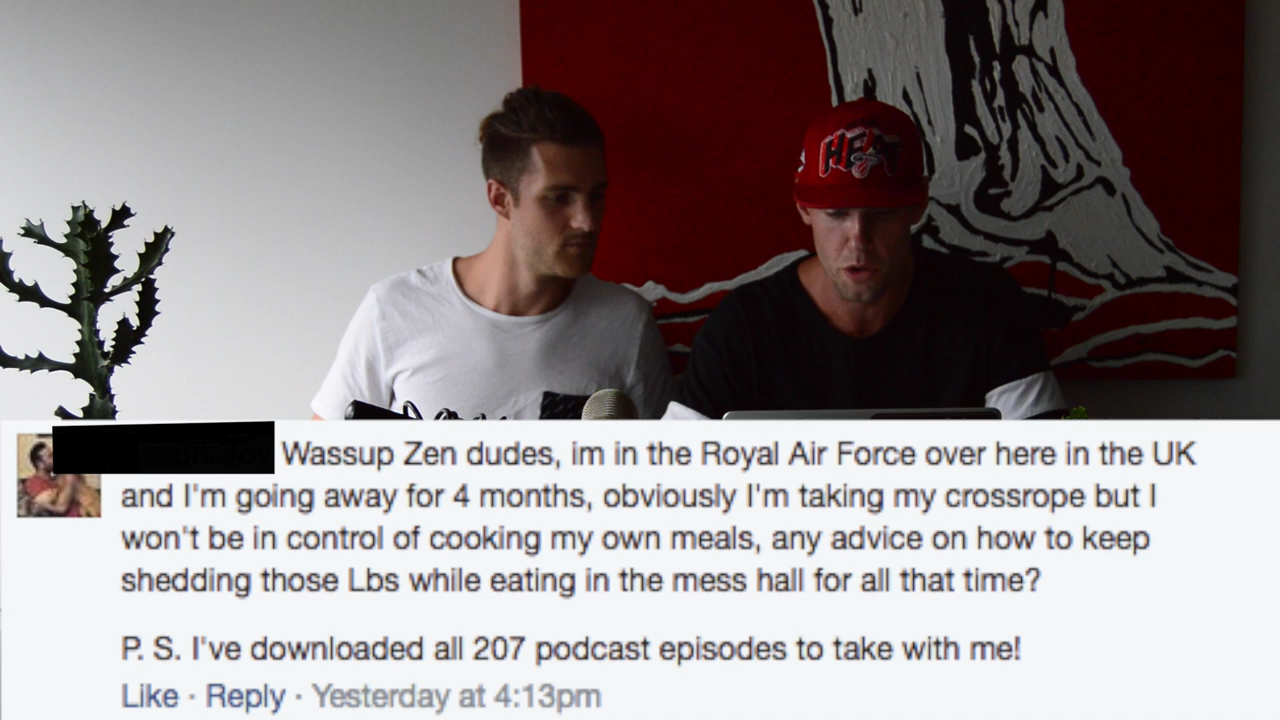 HEAT
Wassup Zen dudes, im in the Royal Air Force over here in the UK
and I'm going away for 4 months, obviously I'm taking my crossrope but I
won't be in control of cooking my own meals, any advice on how to keep
shedding those Lbs while eating in the mess hall for all that time?
P. S. I've downloaded all 207 podcast episodes to take with me!
Like · Reply · Yesterday at 4:13pm